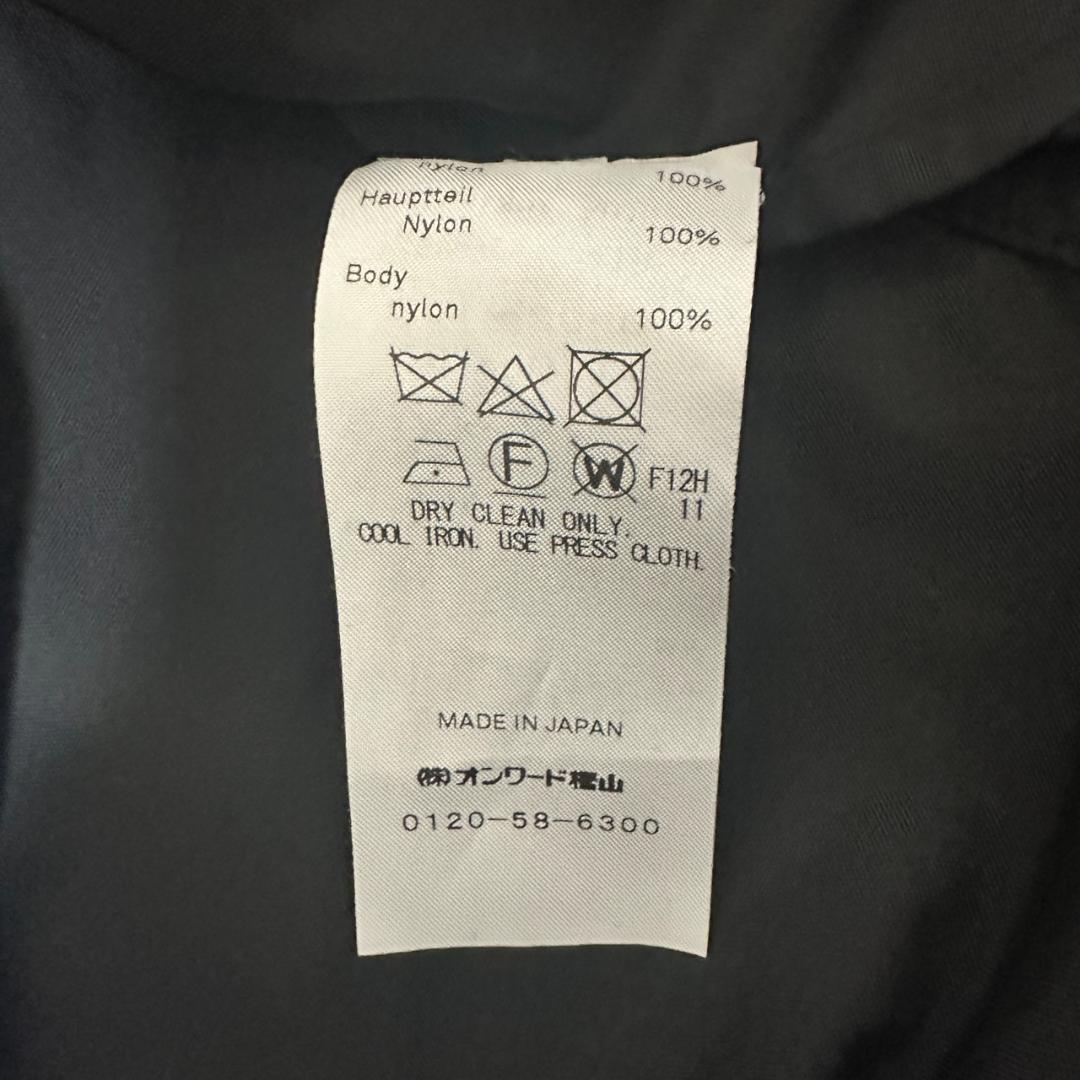 nylon 100%
Hauptteil
Nylon 100%
Body
nylon 100%
F
W
F12H
11
DRY CLEAN ONLY.
COOL IRON. USE PRESS CLOTH.
MADE IN JAPAN
(株)オンワード樫山
0120-58-6300